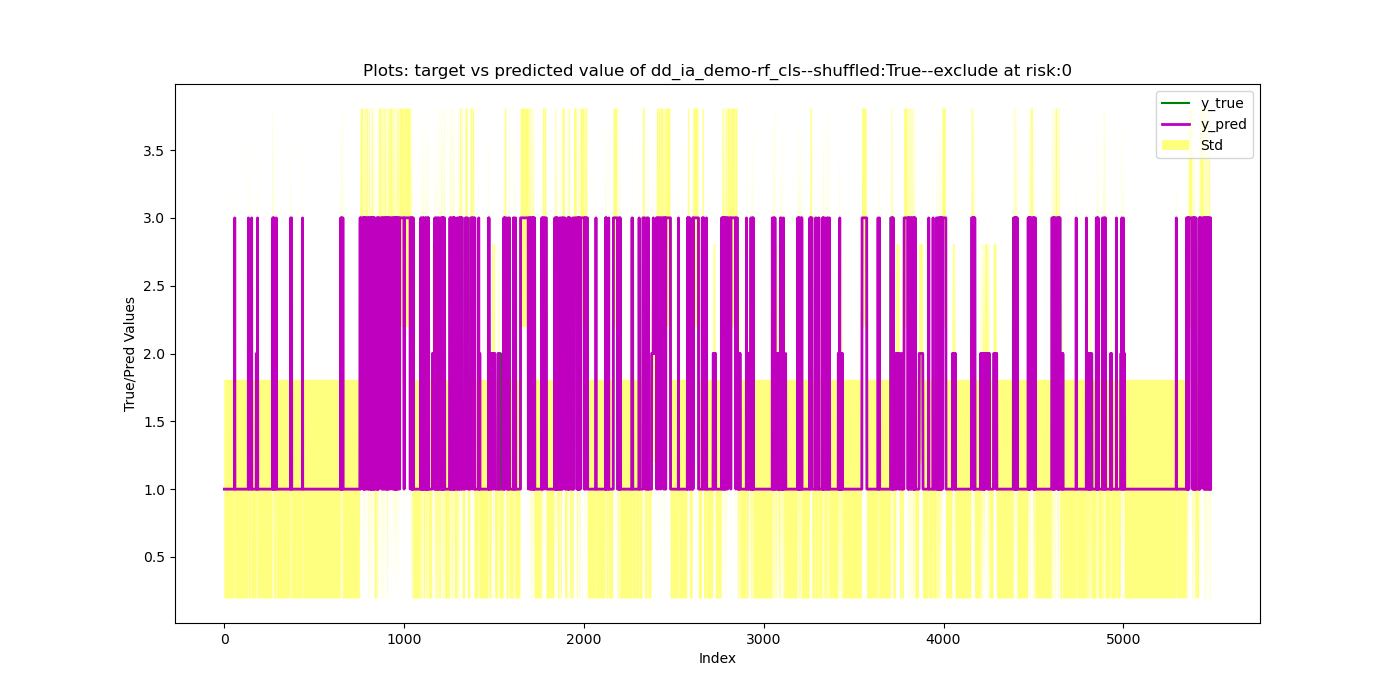 Plots: target vs predicted value of dd_ia_demo-rf_cls--shuffled:True--exclude at risk:0
y_true
y_pred
Std
3.5
3.0
2.5
2.0
1.5
1.0
0.5
True/Pred Values
0
1000
2000
3000
4000
5000
Index